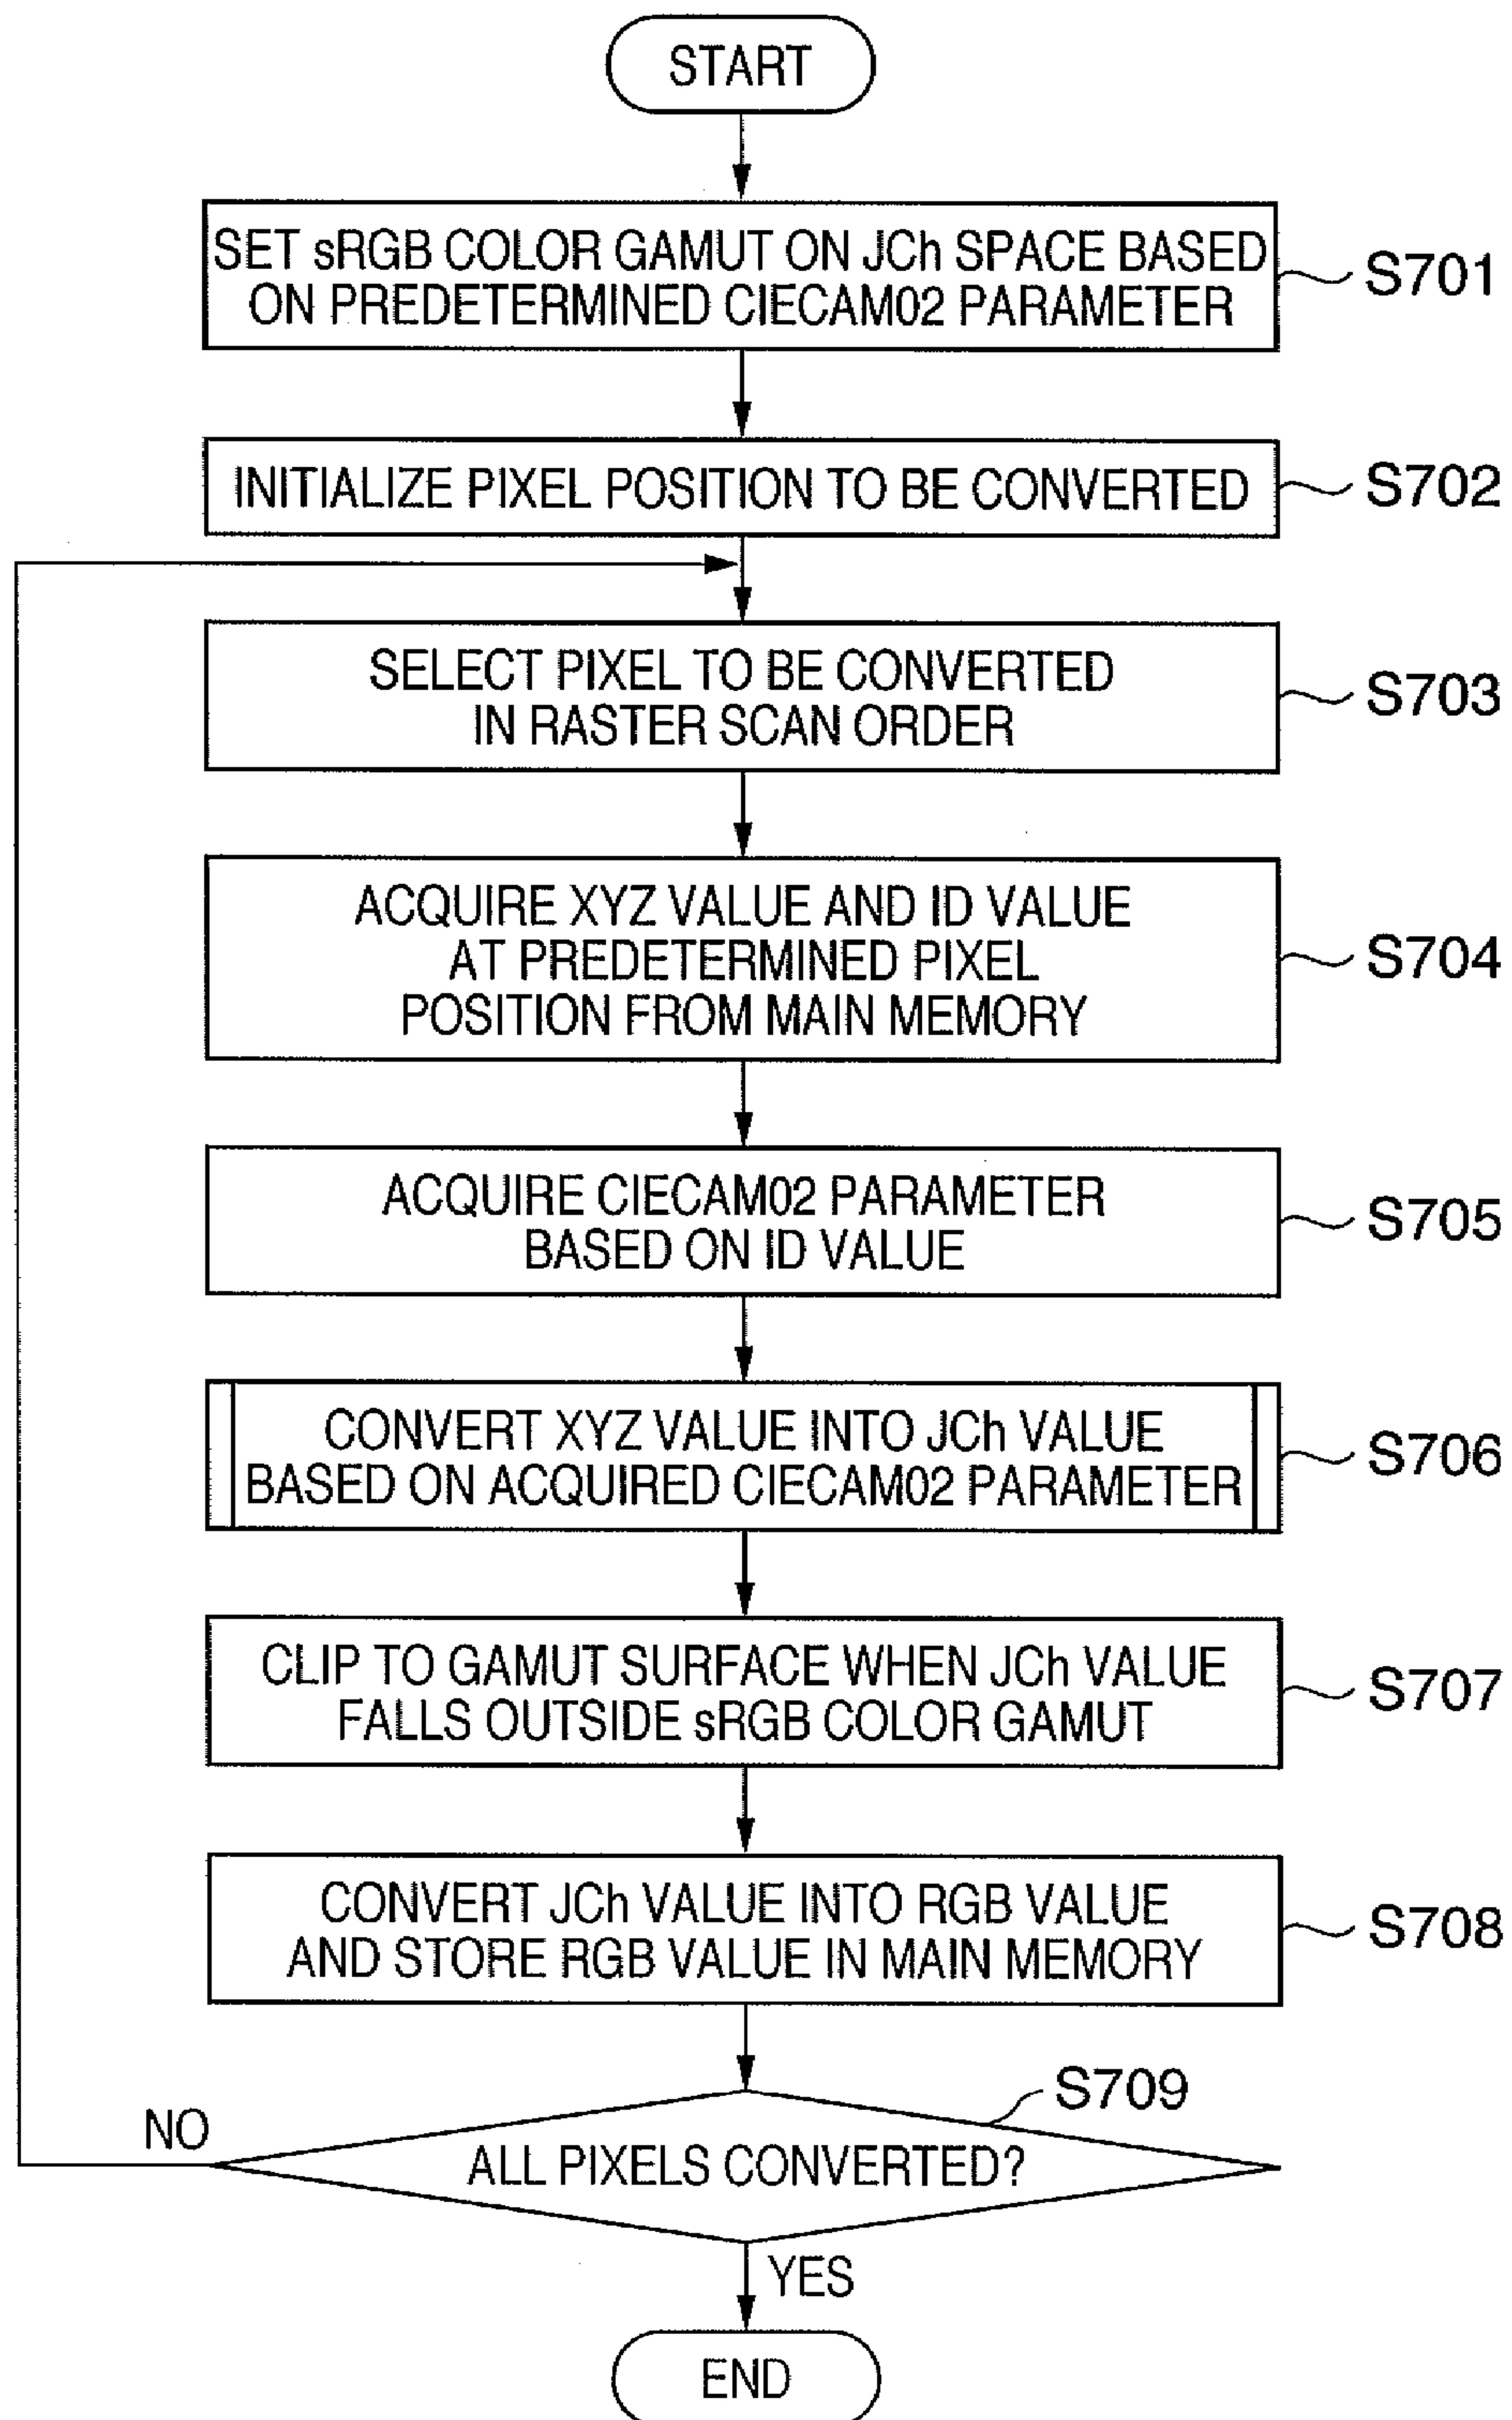 START
SET sRGB COLOR GAMUT ON JCh SPACE BASED
ON PREDETERMINED CIECAM02 PARAMETER
S701
INITIALIZE PIXEL POSITION TO BE CONVERTED
S702
SELECT PIXEL TO BE CONVERTED
IN RASTER SCAN ORDER
S703
ACQUIRE XYZ VALUE AND ID VALUE
AT PREDETERMINED PIXEL
POSITION FROM MAIN MEMORY
S704
ACQUIRE CIECAM02 PARAMETER
BASED ON ID VALUE
S705
CONVERT XYZ VALUE INTO JCh VALUE
BASED ON ACQUIRED CIECAM02 PARAMETER
S706
CLIP TO GAMUT SURFACE WHEN JCh VALUE
FALLS OUTSIDE sRGB COLOR GAMUT
S707
CONVERT JCh VALUE INTO RGB VALUE
AND STORE RGB VALUE IN MAIN MEMORY
S708
S709
NO
ALL PIXELS CONVERTED?
YES
END